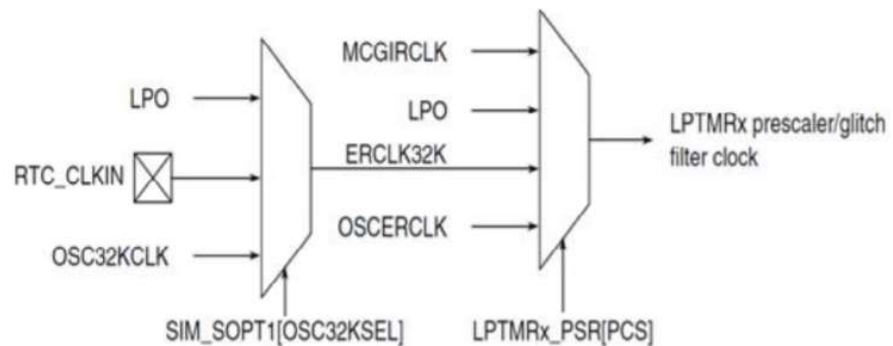 MCGIRCLK
LPO
LPO
LPTMRx prescaler/glitch
filter clock
ERCLK32K
RTC_CLKIN
OSCERCLK
OSC32KCLK
SIM_SOPT1[OSC32KSEL]
LPTMRx_PSR[PCS]